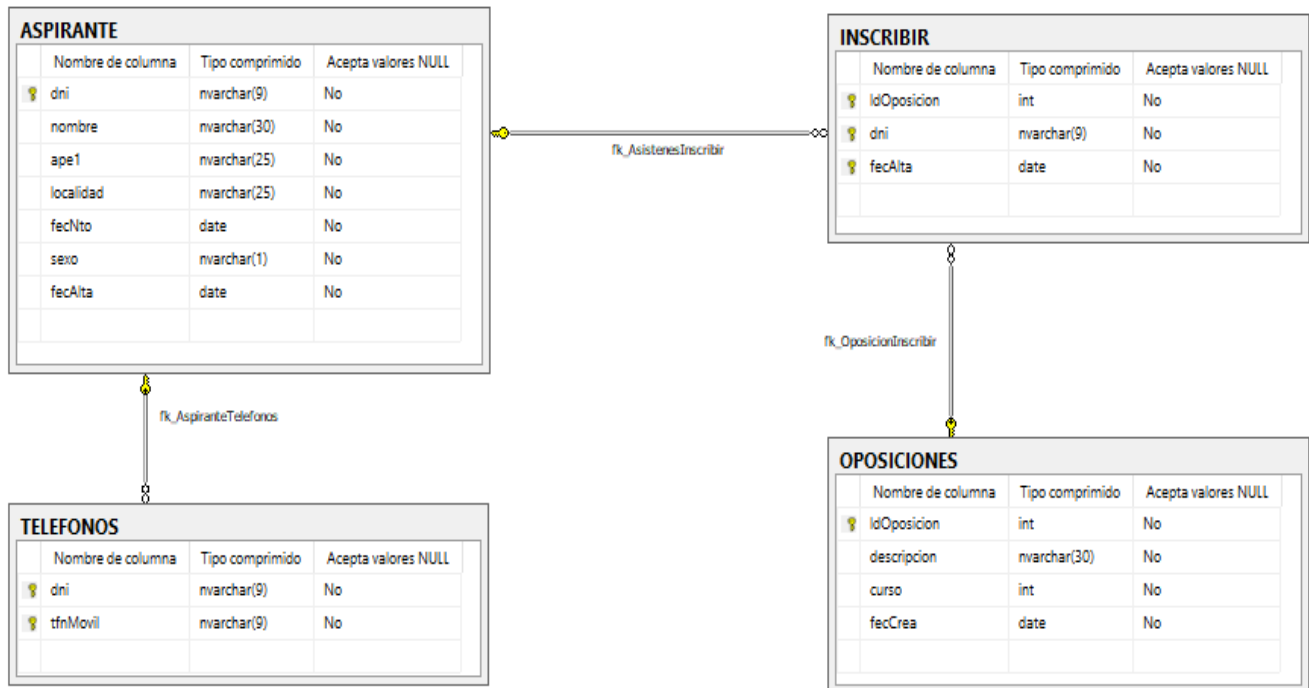 ASPIRANTE
Nombre de columna Tipo comprimido Acepta valores NULL
dni nvarchar(9) No
nombre nvarchar(30) No
ape1 nvarchar(25) No
localidad nvarchar(25) No
fecNto date No
sexo nvarchar(1) No
fecAlta date No
fk_AsistenesInscribir
INSCRIBIR
Nombre de columna Tipo comprimido Acepta valores NULL
IdOposicion int No
dni nvarchar(9) No
fecAlta date No
fk_AspiranteTelefonos
fk_OposicionInscribir
TELEFONOS
Nombre de columna Tipo comprimido Acepta valores NULL
dni nvarchar(9) No
tfnMovil nvarchar(9) No
OPOSICIONES
Nombre de columna Tipo comprimido Acepta valores NULL
IdOposicion int No
descripcion nvarchar(30) No
curso int No
fecCrea date No